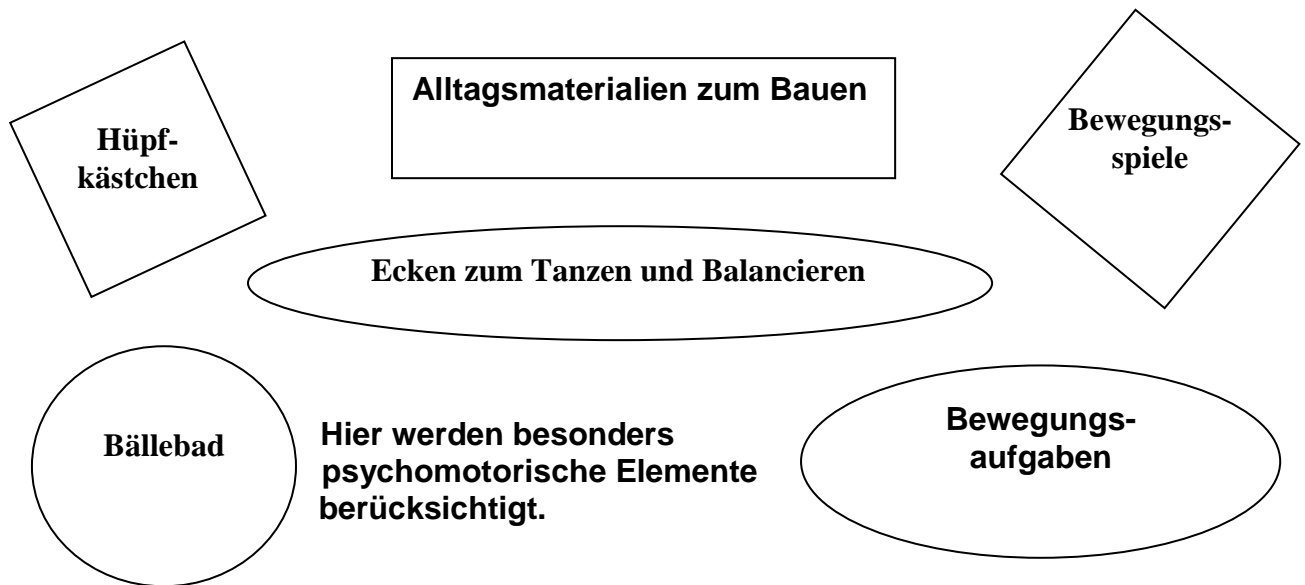 Alltagsmaterialien zum Bauen
Hüpf-
kästchen
Bewegungs-
spiele
Ecken zum Tanzen und Balancieren
Bällebad
Hier werden besonders
psychomotorische Elemente
berücksichtigt.
Bewegungs-
aufgaben